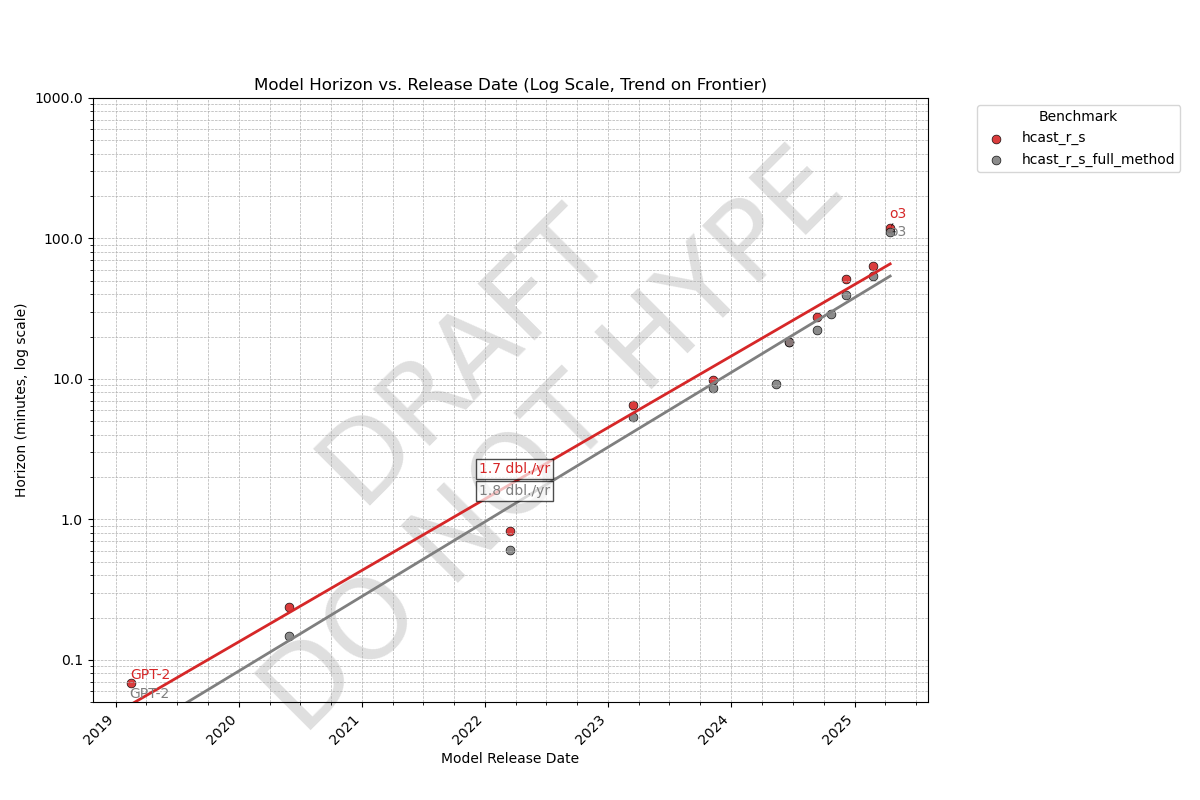 Model Horizon vs. Release Date (Log Scale, Trend on Frontier)
Horizon (minutes, log scale)
1000.0
100.0
10.0
1.0
0.1
DRAFT
DO NOT HYPE
o3
o3
1.7 dbl./yr
1.8 dbl./yr
GPT-2
GPT-2
2019
2020
2021
2022
2023
2024
2025
Model Release Date
Benchmark
hcast_r_s
hcast_r_s_full_method